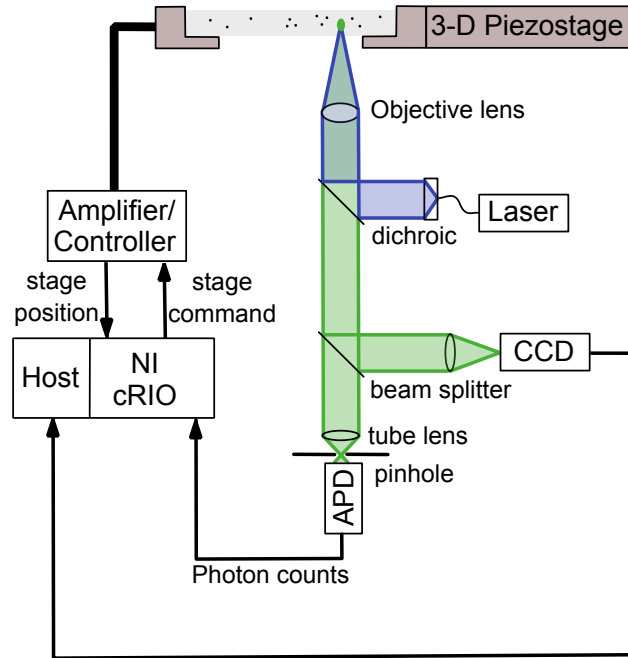 3-D Piezostage
Objective lens
Laser
dichroic
Amplifier/
Controller
stage
position
stage
command
Host
NI
cRIO
CCD
beam splitter
tube lens
pinhole
APD
Photon counts